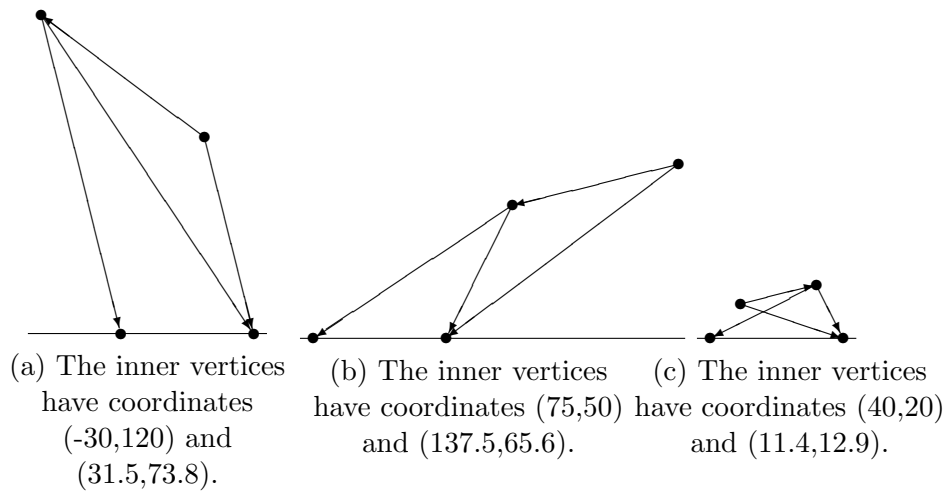 (a) The inner vertices
have coordinates
(-30,120) and
(31.5,73.8).
(b) The inner vertices
have coordinates (75,50)
and (137.5,65.6).
(c) The inner vertices
have coordinates (40,20)
and (11.4,12.9).